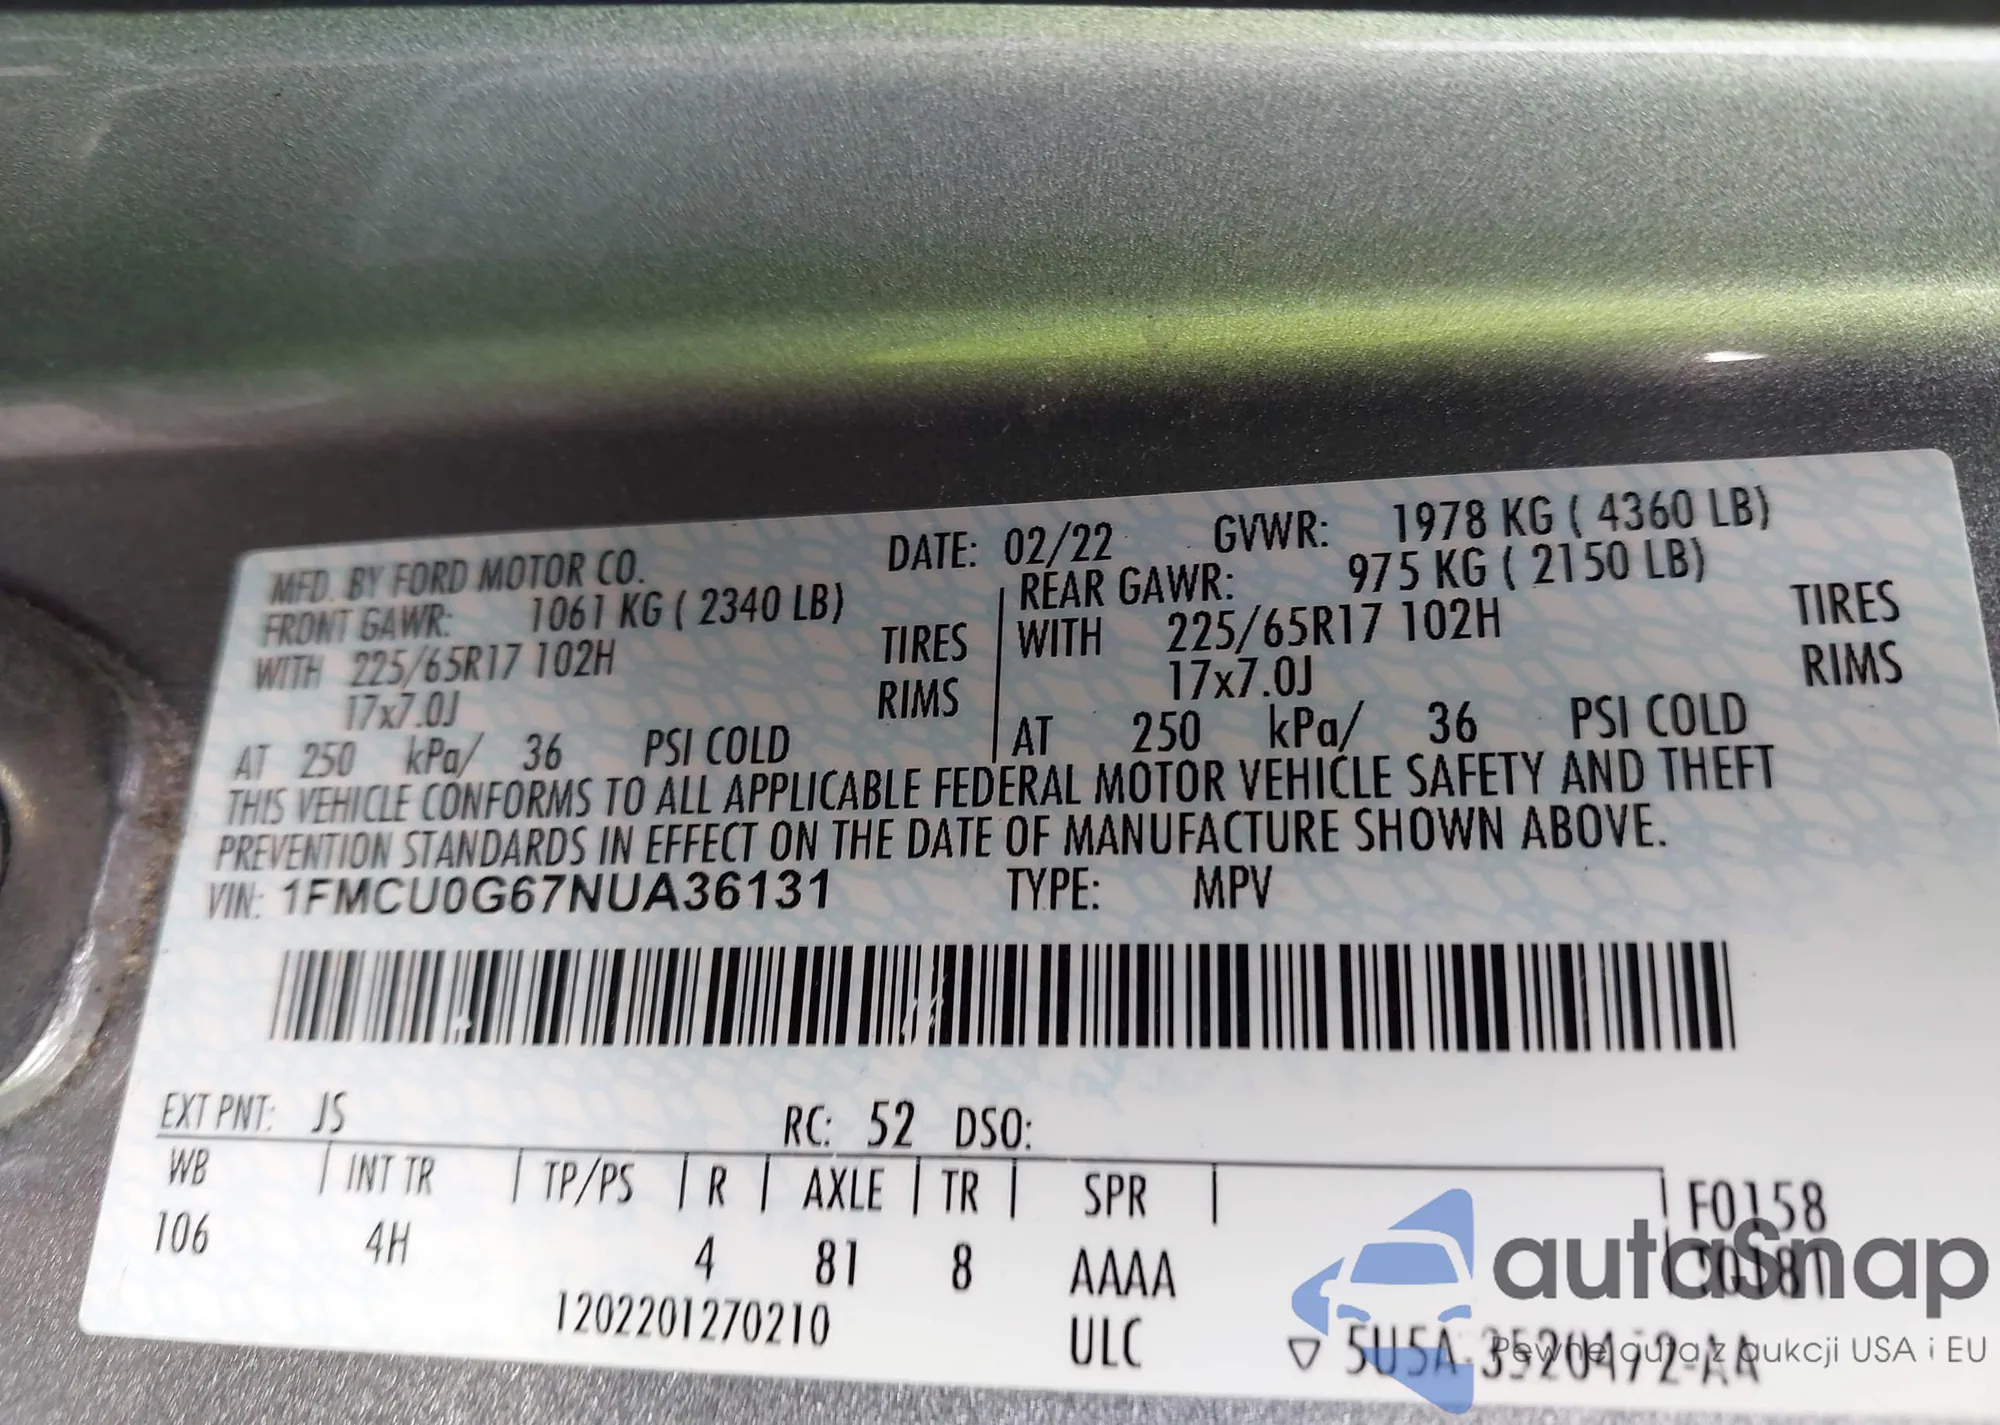 MFD. BY FORD MOTOR CO. DATE: 02/22 GVWR: 1978 KG ( 4360 LB)
FRONT GAWR: 1061 KG ( 2340 LB) REAR GAWR: 975 KG ( 2150 LB)
WITH 225/65R17 102H TIRES WITH 225/65R17 102H TIRES
17x7.0J RIMS 17x7.0J RIMS
AT 250 kPa/ 36 PSI COLD AT 250 kPa/ 36 PSI COLD
THIS VEHICLE CONFORMS TO ALL APPLICABLE FEDERAL MOTOR VEHICLE SAFETY AND THEFT
PREVENTION STANDARDS IN EFFECT ON THE DATE OF MANUFACTURE SHOWN ABOVE.
VIN: 1FMCU0G67NUA36131 TYPE: MPV
EXT PNT: JS RC: 52 DSO:
WB INT TR TP/PS R AXLE TR SPR F0158
106 4H 4 81 8 AAAA
1202201270210 ULC
autaSnap
Pewne auta z aukcji USA i EU